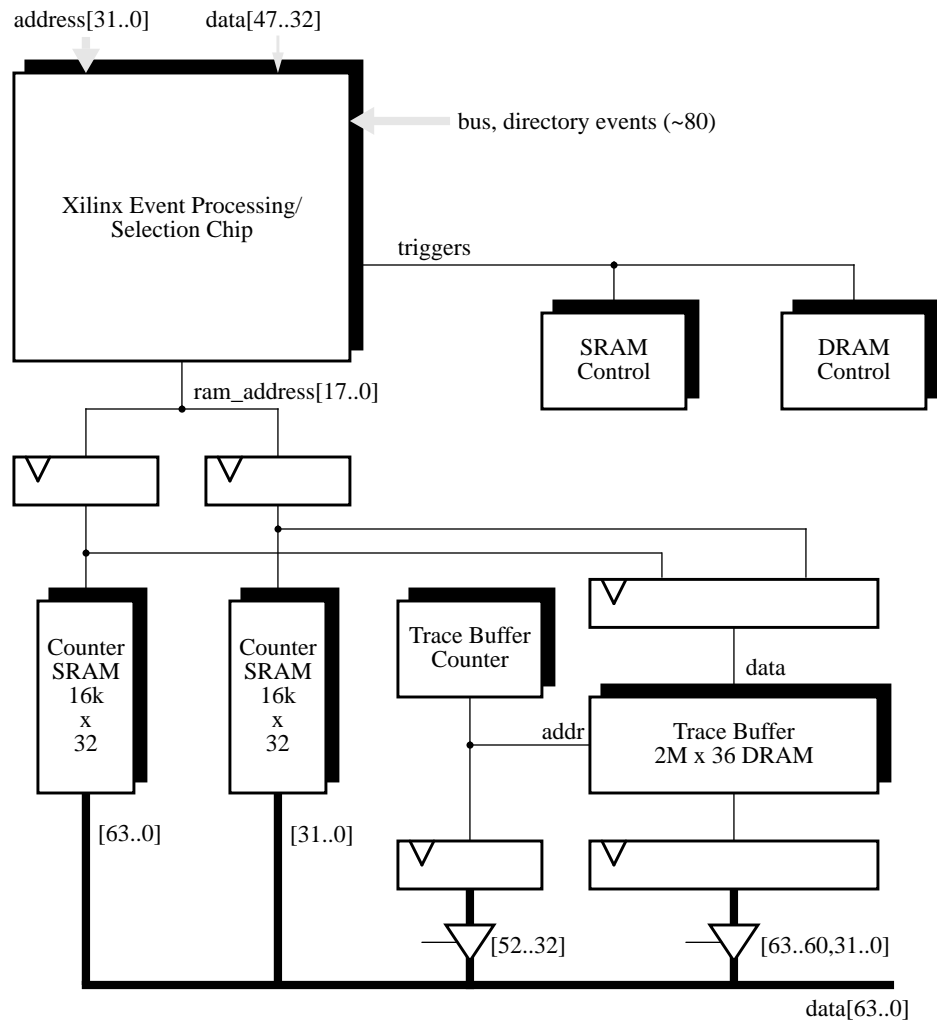 address[31..0]
data[47..32]
bus, directory events (~80)
Xilinx Event Processing/
Selection Chip
triggers
SRAM
Control
DRAM
Control
ram_address[17..0]
Counter
SRAM
16k
x
32
Counter
SRAM
16k
x
32
Trace Buffer
Counter
data
addr
Trace Buffer
2M x 36 DRAM
[63..0]
[31..0]
[52..32]
[63..60,31..0]
data[63..0]